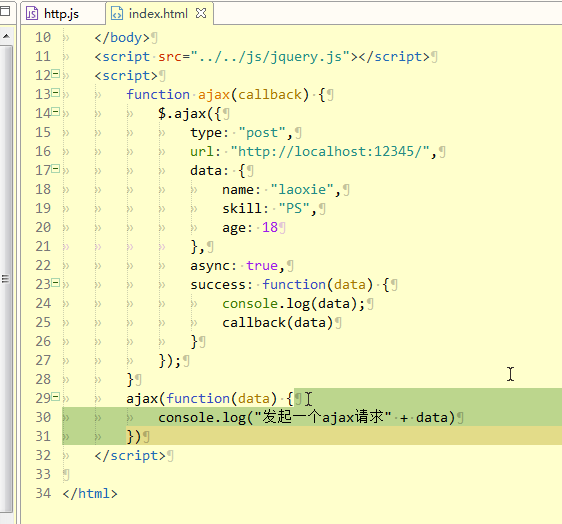 http.js index.html
10 </body>
11 <script src="../../js/jquery.js"></script>
12 <script>
13 function ajax(callback) {
14 $.ajax({
15 type: "post",
16 url: "http://localhost:12345/",
17 data: {
18 name: "laoxie",
19 skill: "PS",
20 age: 18
21 },
22 async: true,
23 success: function(data) {
24 console.log(data);
25 callback(data)
26 }
27 });
28 }
29 ajax(function(data) {
30 console.log("发起一个ajax请求" + data)
31 })
32 </script>
33
34 </html>